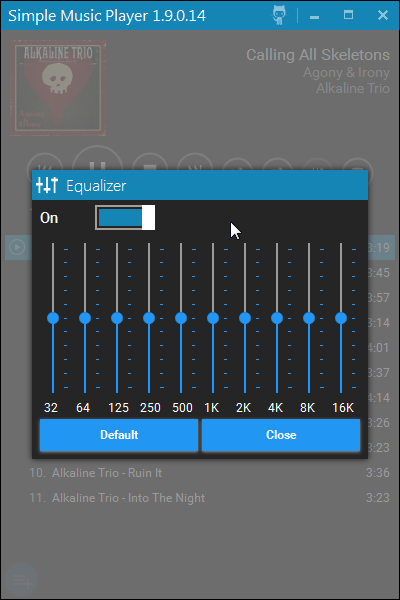 Simple Music Player 1.9.0.14
ALKALINE TRIO
Calling All Skeletons
Agony & Irony
Alkaline Trio
Equalizer
On
3:19
3:45
3:57
3:14
4:01
3:37
4:14
3:26
3:23
32 64 125 250 500 1K 2K 4K 8K 16K
Default Close
10. Alkaline Trio - Ruin It 3:36
11. Alkaline Trio - Into The Night 3:23